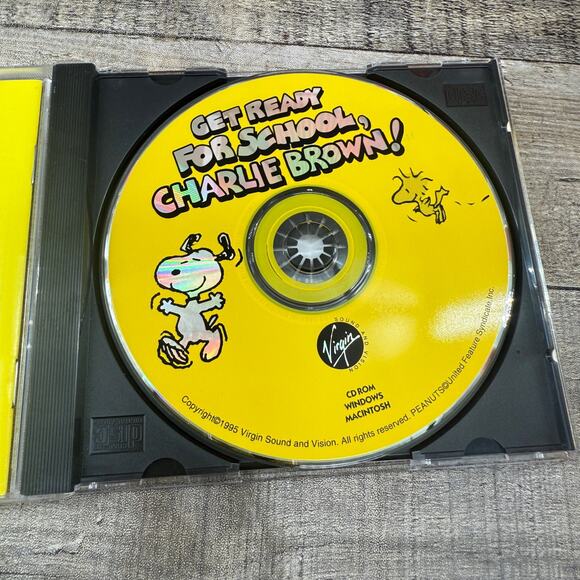 GET READY
FOR SCHOOL,
CHARLIE BROWN!
Virgin
SOUND AND VISION
CD ROM
WINDOWS
MACINTOSH
Copyright©1995 Virgin Sound and Vision. All rights reserved. PEANUTS©United Feature Syndicate, Inc.